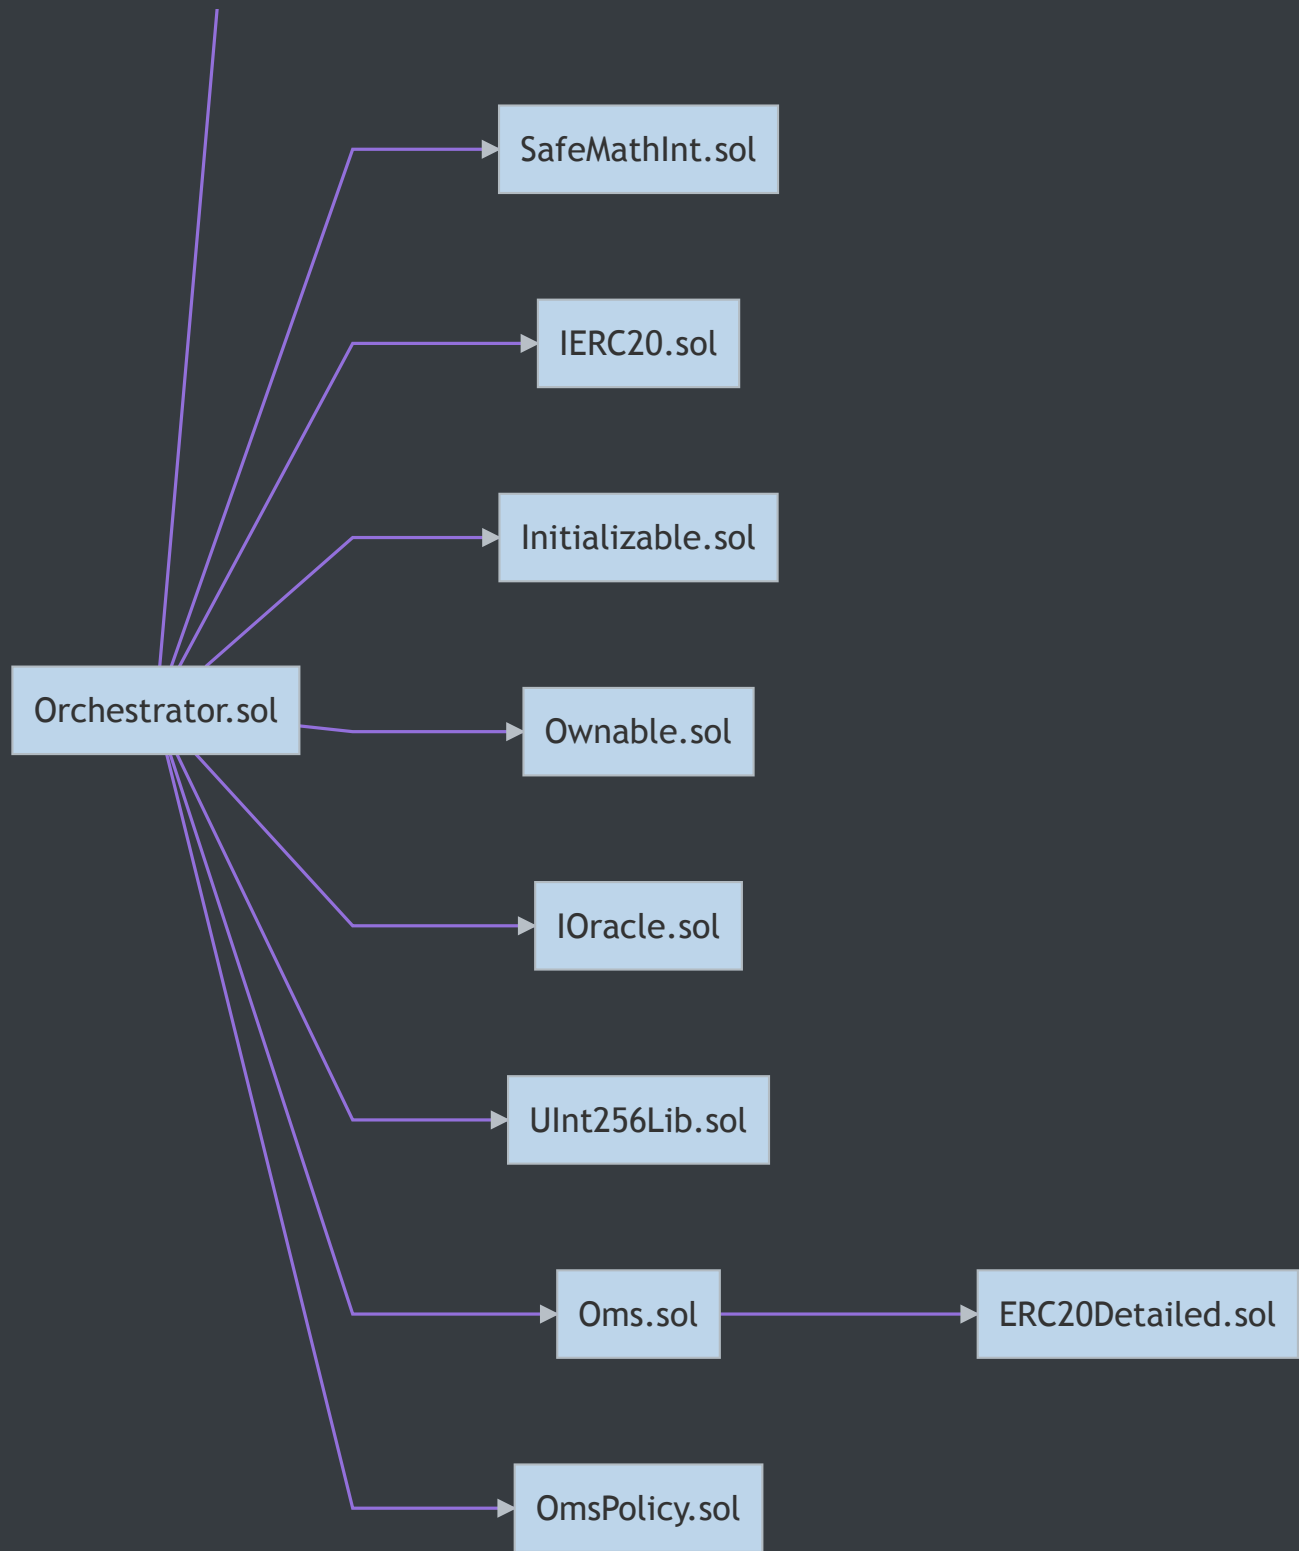 SafeMathInt.sol
IERC20.sol
Initializable.sol
Orchestrator.sol
Ownable.sol
IOracle.sol
UInt256Lib.sol
Oms.sol
ERC20Detailed.sol
OmsPolicy.sol